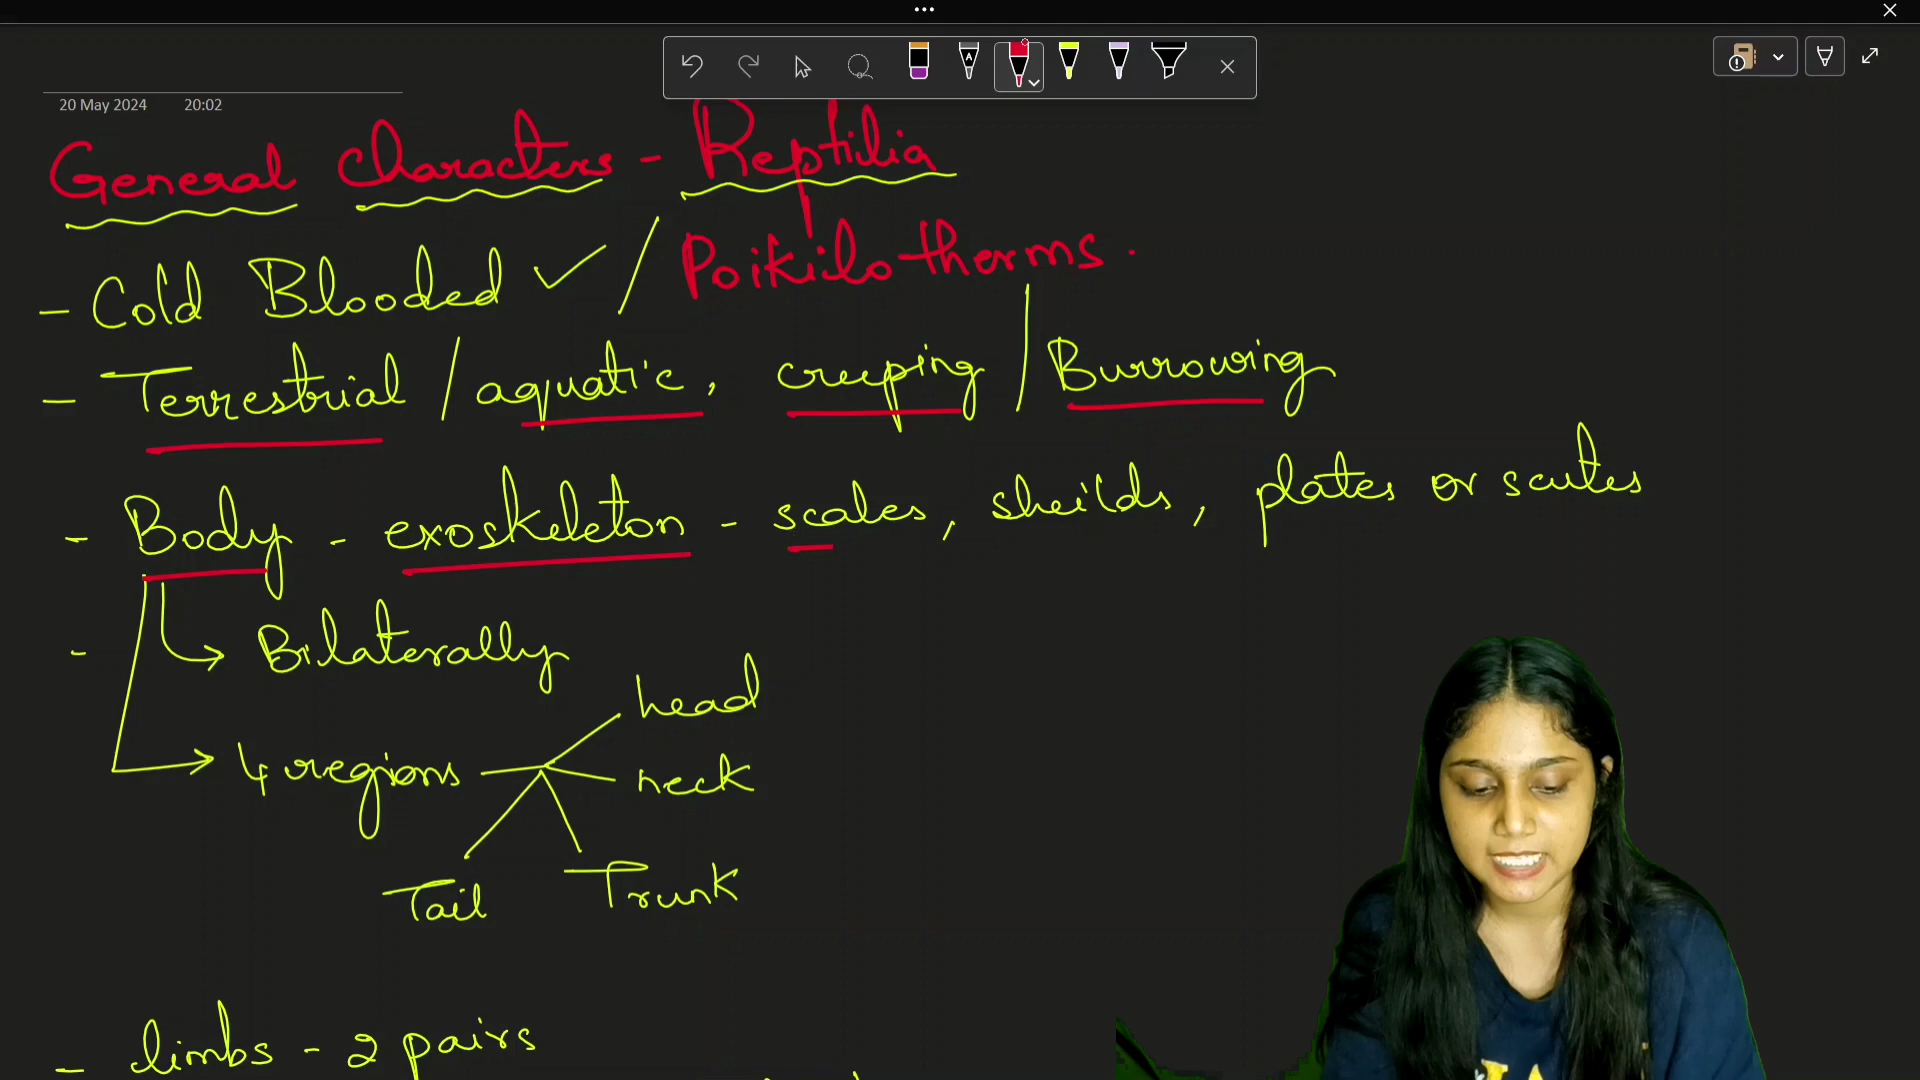 20 May 2024 20:02
General Characters - Reptilia
- Cold Blooded ✓ / Poikilotherms.
- Terrestrial / aquatic, creeping / Burrowing
- Body - exoskeleton - scales, sheilds, plates or scutes
- → Bilaterally
head
→ 4 regions
neck
Tail Trunk
- limbs - 2 pairs